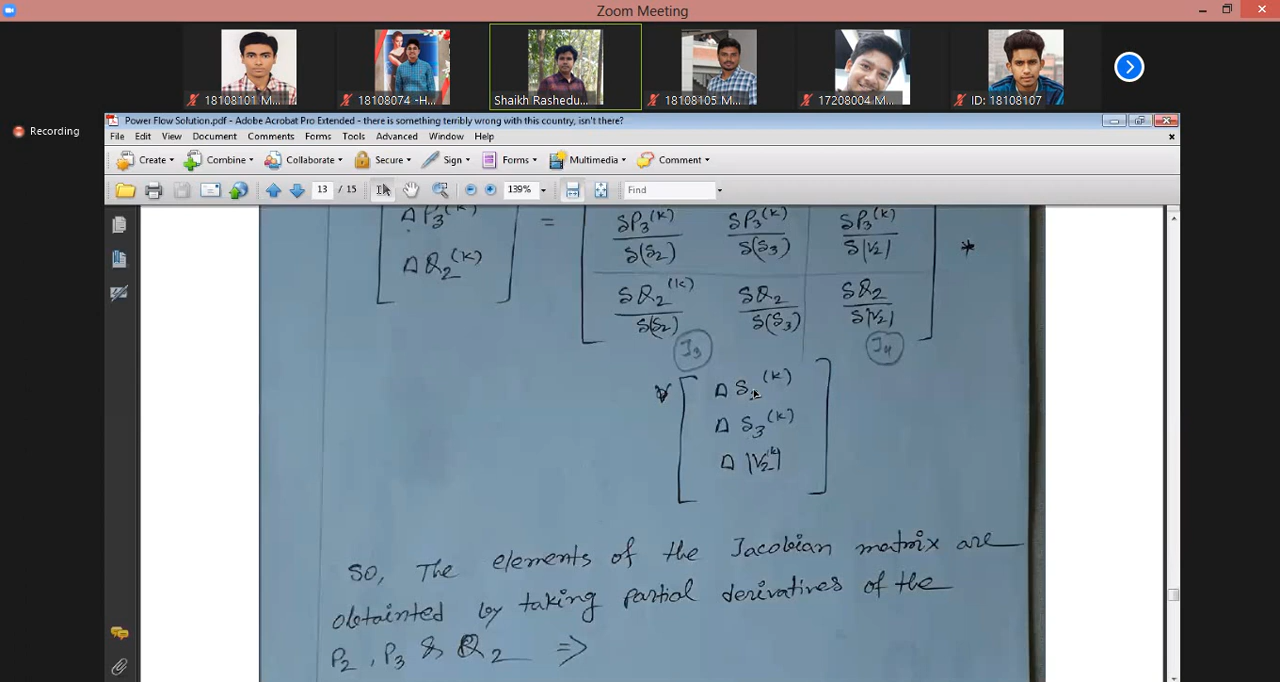 Zoom Meeting
18108101 M...
18108074 -H...
Shaikh Rashedu...
18108105 M...
17208004 M...
ID: 18108107
Recording
Power Flow Solution.pdf - Adobe Acrobat Pro Extended - there is something terribly wrong with this country, isn't there?
File Edit View Document Comments Forms Tools Advanced Window Help
Create Combine Collaborate Secure Sign Forms Multimedia Comment
13 / 15 139% Find
ΔP3^(k) = δP3^(k)/δ(δ2) δP3^(k)/δ(δ3) δP3^(k)/δ|V2| *
ΔQ2^(k) δQ2^(k)/δ(δ2) δQ2/δ(δ3) δQ2/δ|V2|
J3 J4
Δδ2^(k)
Δδ3^(k)
Δ|V2^k|
SO, The elements of the Jacobian matrix are
obtainted by taking partial derivatives of the
P2, P3 & Q2 =>